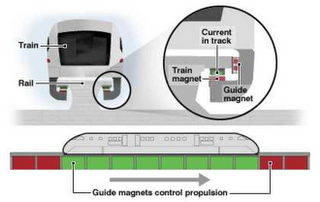 Train
Rail
Current
in track
Train
magnet
Guide
magnet
Guide magnets control propulsion